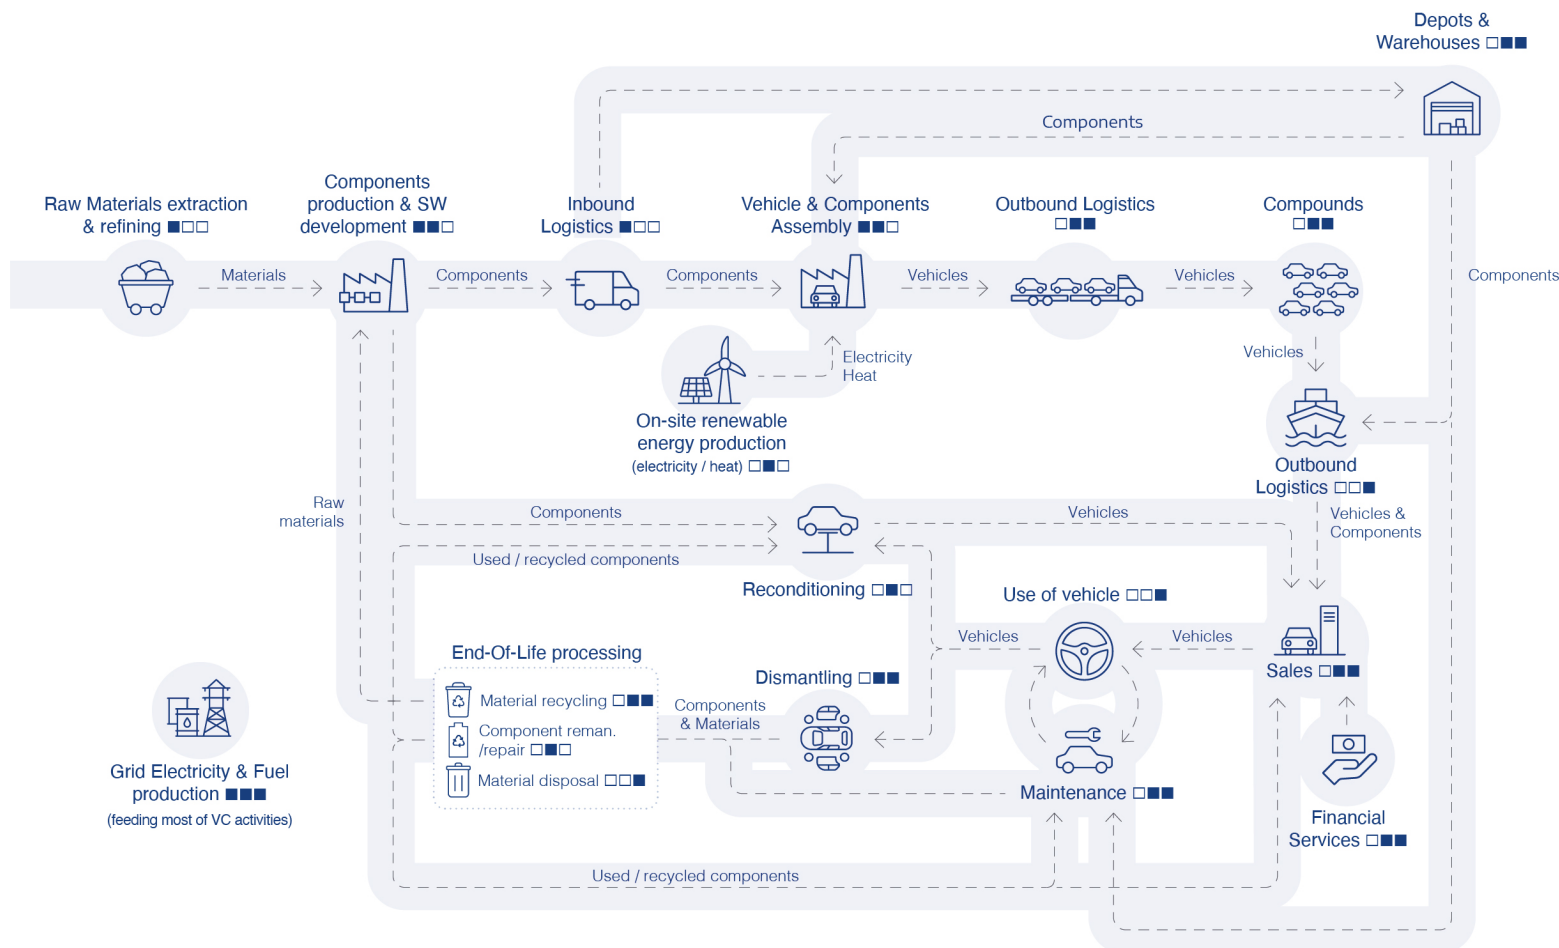 Depots &
Warehouses □■■
Components
Raw Materials extraction
& refining ■□□
Components
production & SW
development ■■□
Inbound
Logistics ■□□
Vehicle & Components
Assembly ■■□
Outbound Logistics
□■■
Compounds
□■■
Materials
Components
Components
Vehicles
Vehicles
Components
Vehicles
Electricity
Heat
On-site renewable
energy production
(electricity / heat) □■□
Outbound
Logistics □□■
Raw
materials
Components
Vehicles
Vehicles &
Components
Used / recycled components
Reconditioning □■□
Use of vehicle □□■
Vehicles
Vehicles
End-Of-Life processing
Material recycling □■■
Component reman.
/repair □■□
Material disposal □□■
Components
& Materials
Dismantling □■■
Sales □■■
Grid Electricity & Fuel
production ■■■
(feeding most of VC activities)
Maintenance □■■
Financial
Services □■■
Used / recycled components